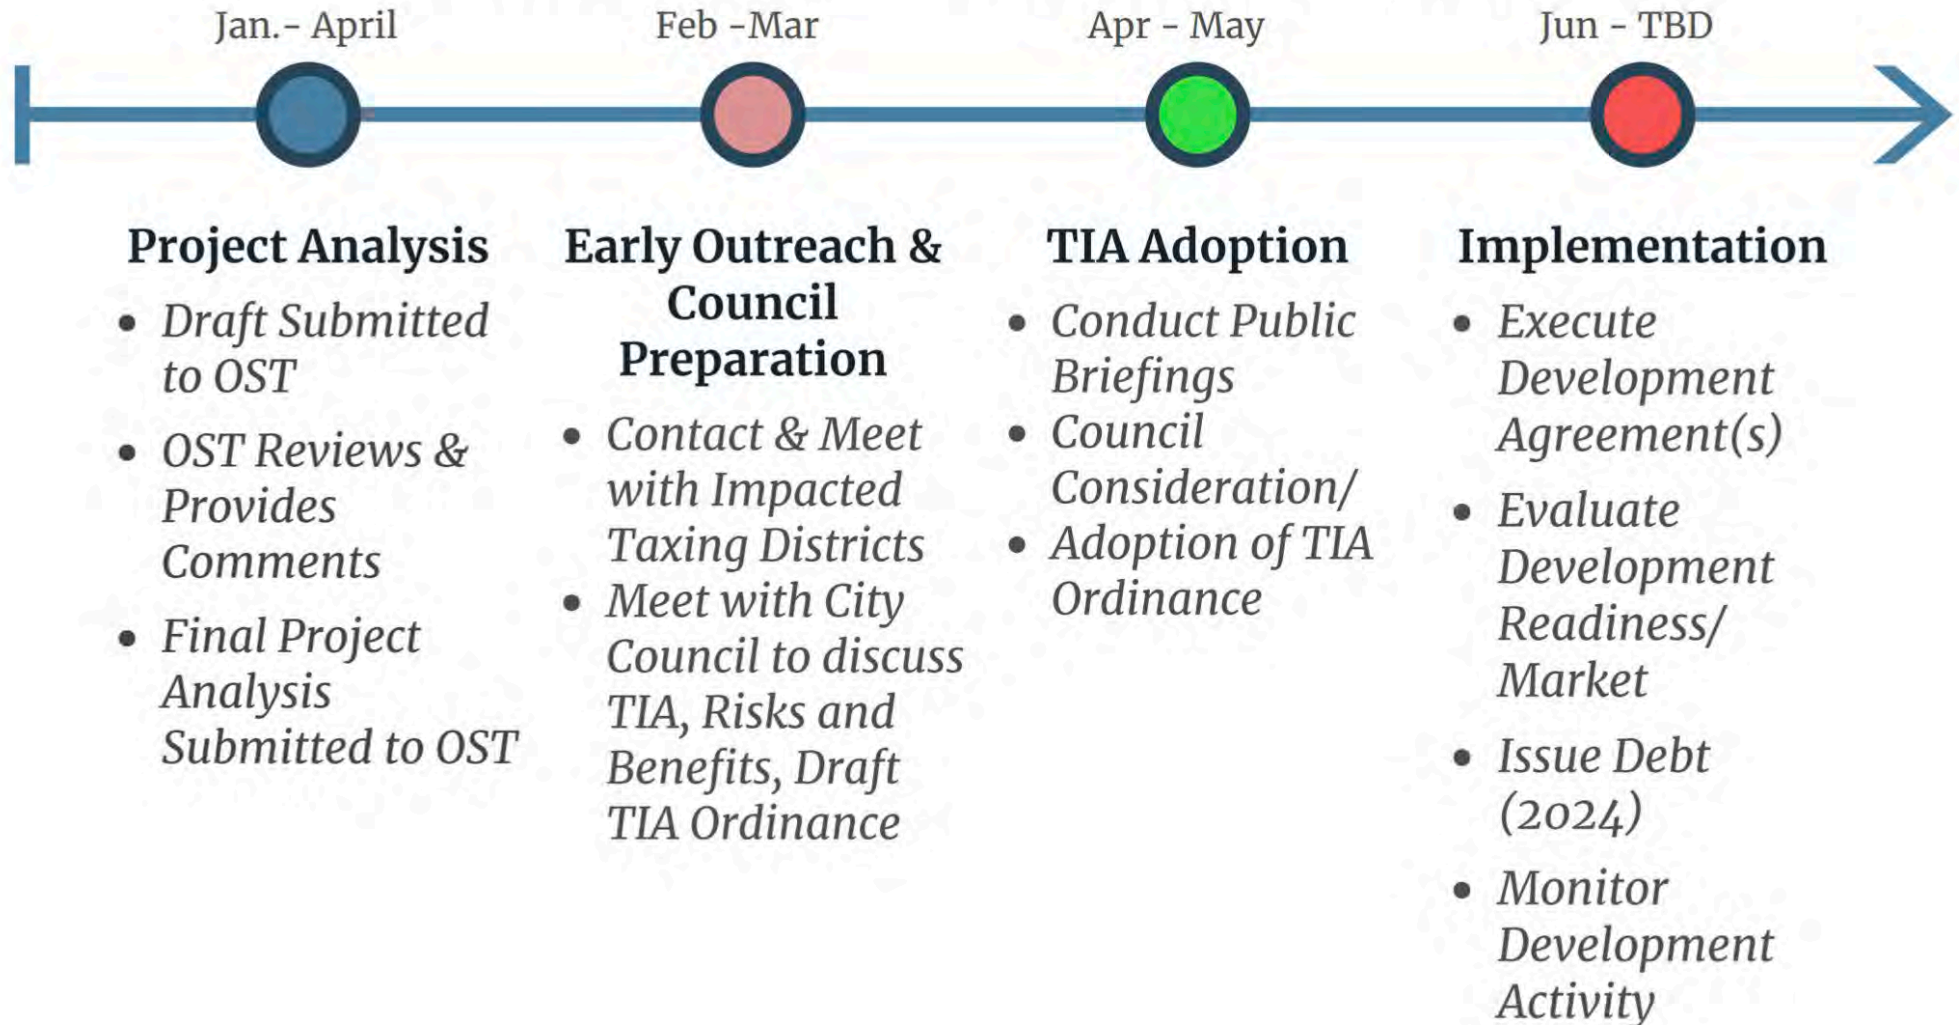 Jan.- April
Feb -Mar
Apr - May
Jun - TBD
Project Analysis
• Draft Submitted
to OST
• OST Reviews &
Provides
Comments
• Final Project
Analysis
Submitted to OST
Early Outreach &
Council
Preparation
• Contact & Meet
with Impacted
Taxing Districts
• Meet with City
Council to discuss
TIA, Risks and
Benefits, Draft
TIA Ordinance
TIA Adoption
• Conduct Public
Briefings
• Council
Consideration/
• Adoption of TIA
Ordinance
Implementation
• Execute
Development
Agreement(s)
• Evaluate
Development
Readiness/
Market
• Issue Debt
(2024)
• Monitor
Development
Activity